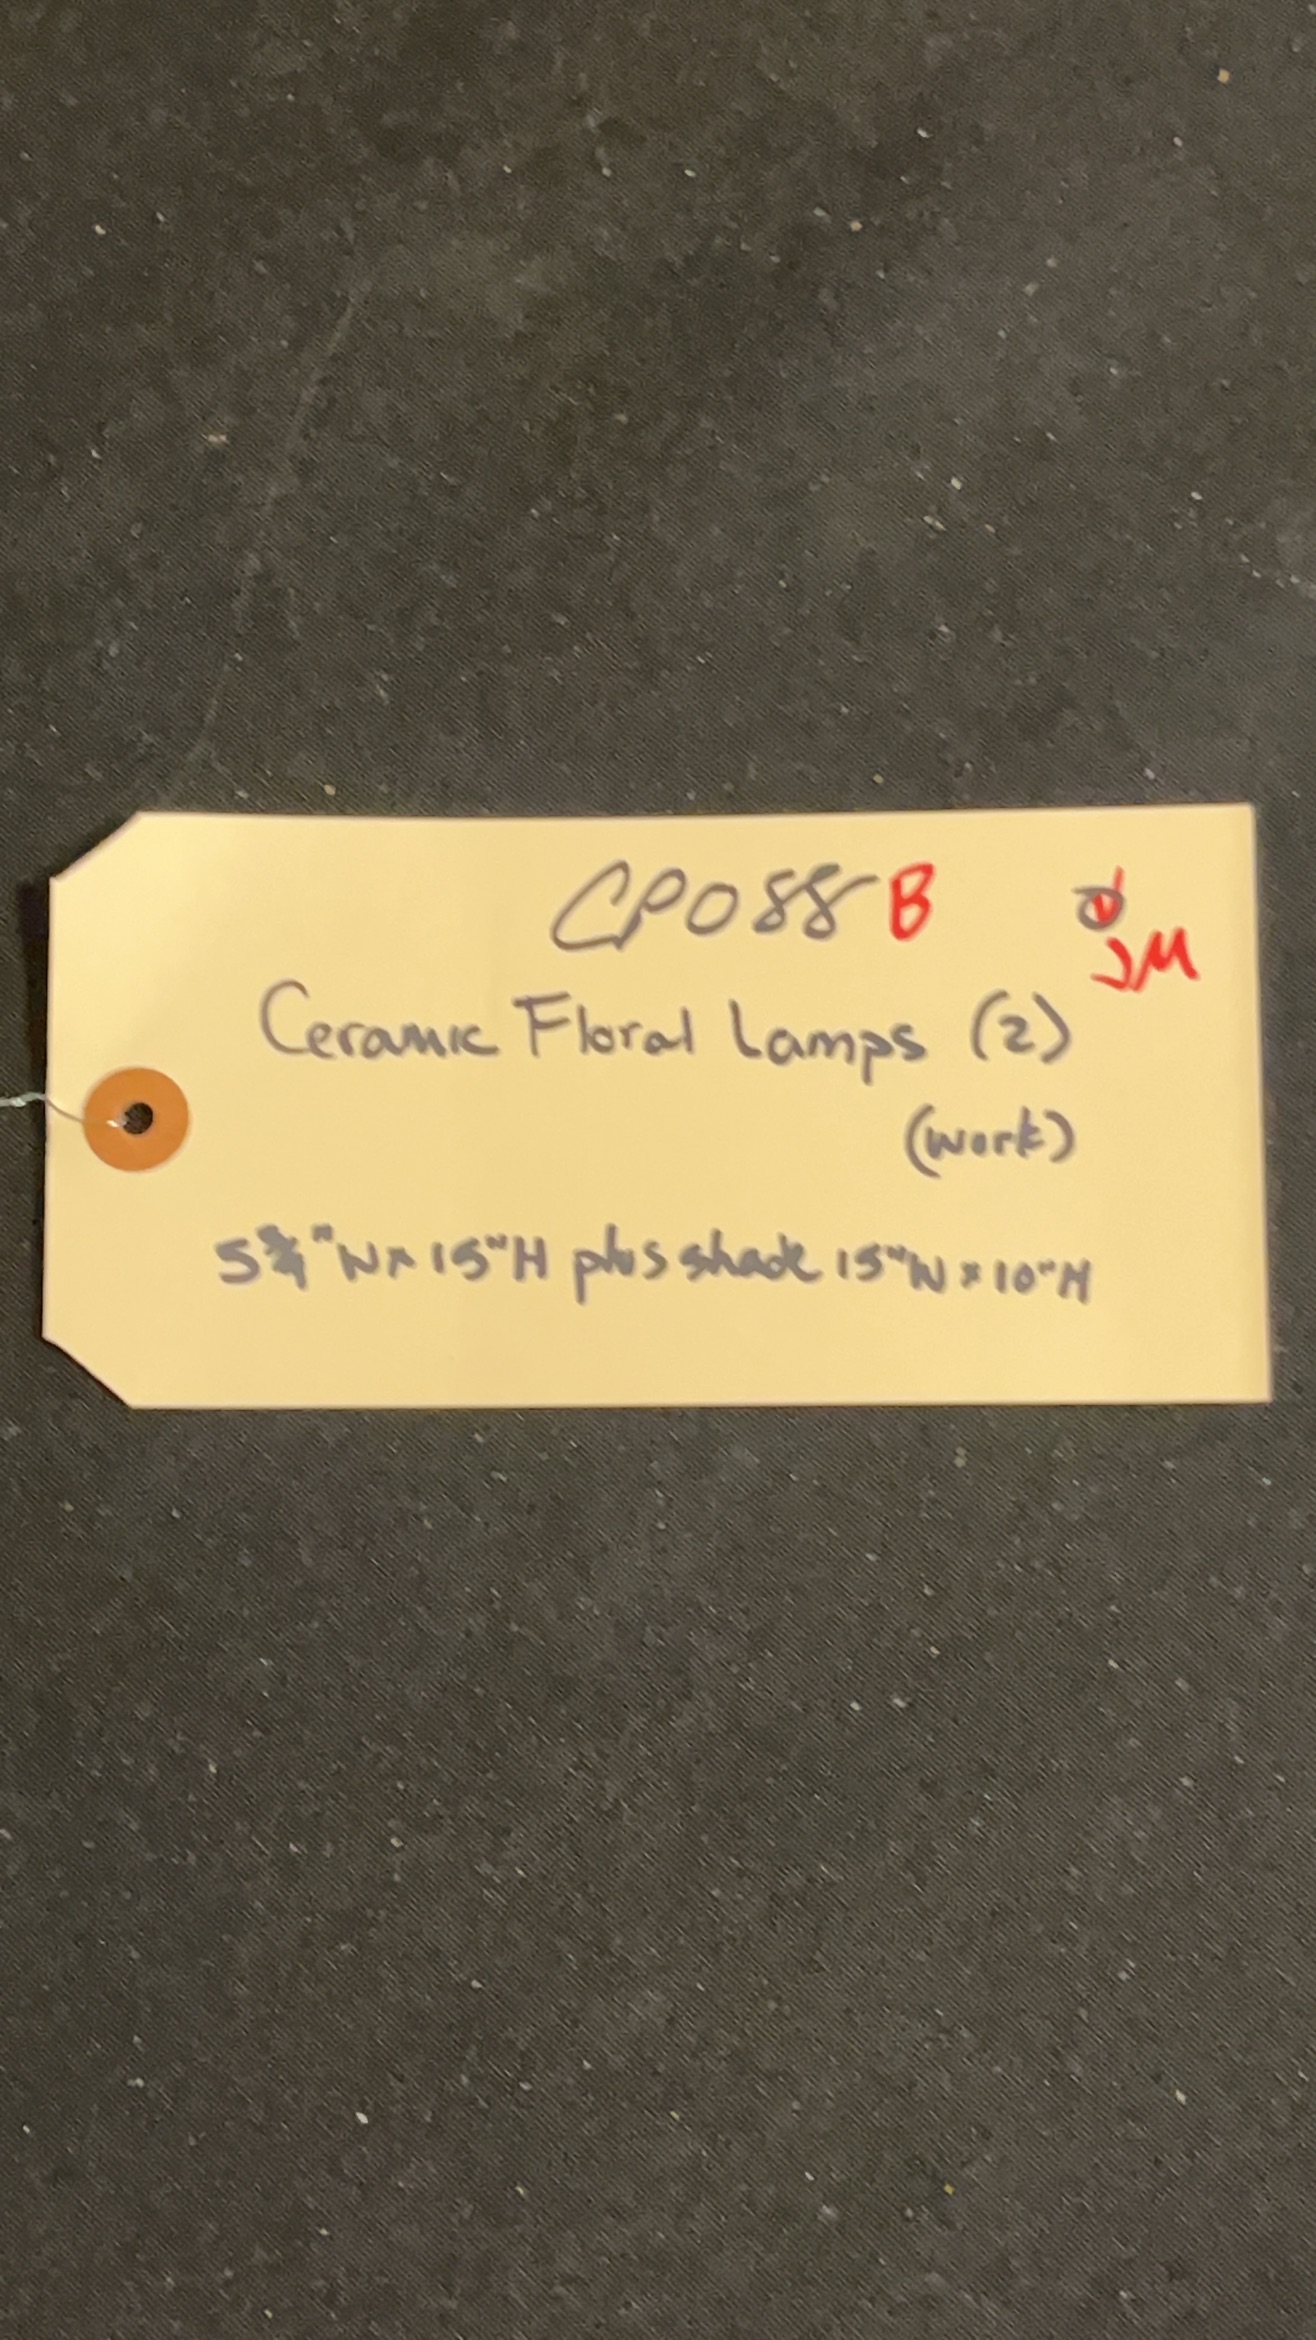 CP088 B
JM
Ceramic Floral Lamps (2)
(work)
5¾" W x 15" H plus shade 15" W x 10" H